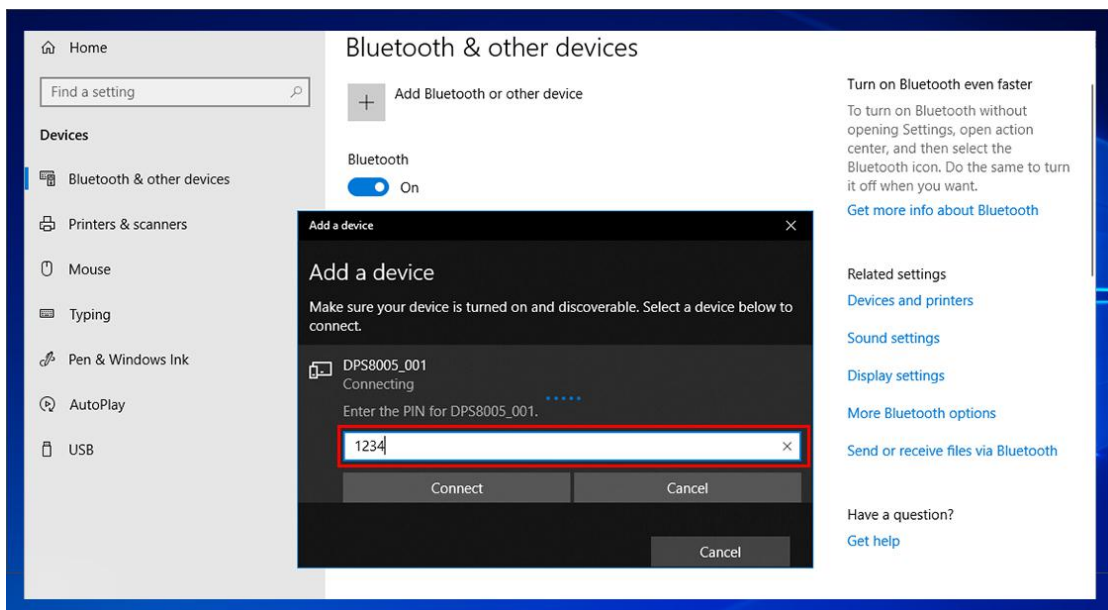 Home
Find a setting
Devices
Bluetooth & other devices
Printers & scanners
Mouse
Typing
Pen & Windows Ink
AutoPlay
USB
Bluetooth & other devices
Add Bluetooth or other device
Bluetooth
On
Add a device
Add a device
Make sure your device is turned on and discoverable. Select a device below to
connect.
DPS8005_001
Connecting
Enter the PIN for DPS8005_001.
1234
Connect
Cancel
Cancel
Turn on Bluetooth even faster
To turn on Bluetooth without
opening Settings, open action
center, and then select the
Bluetooth icon. Do the same to turn
it off when you want.
Get more info about Bluetooth
Related settings
Devices and printers
Sound settings
Display settings
More Bluetooth options
Send or receive files via Bluetooth
Have a question?
Get help